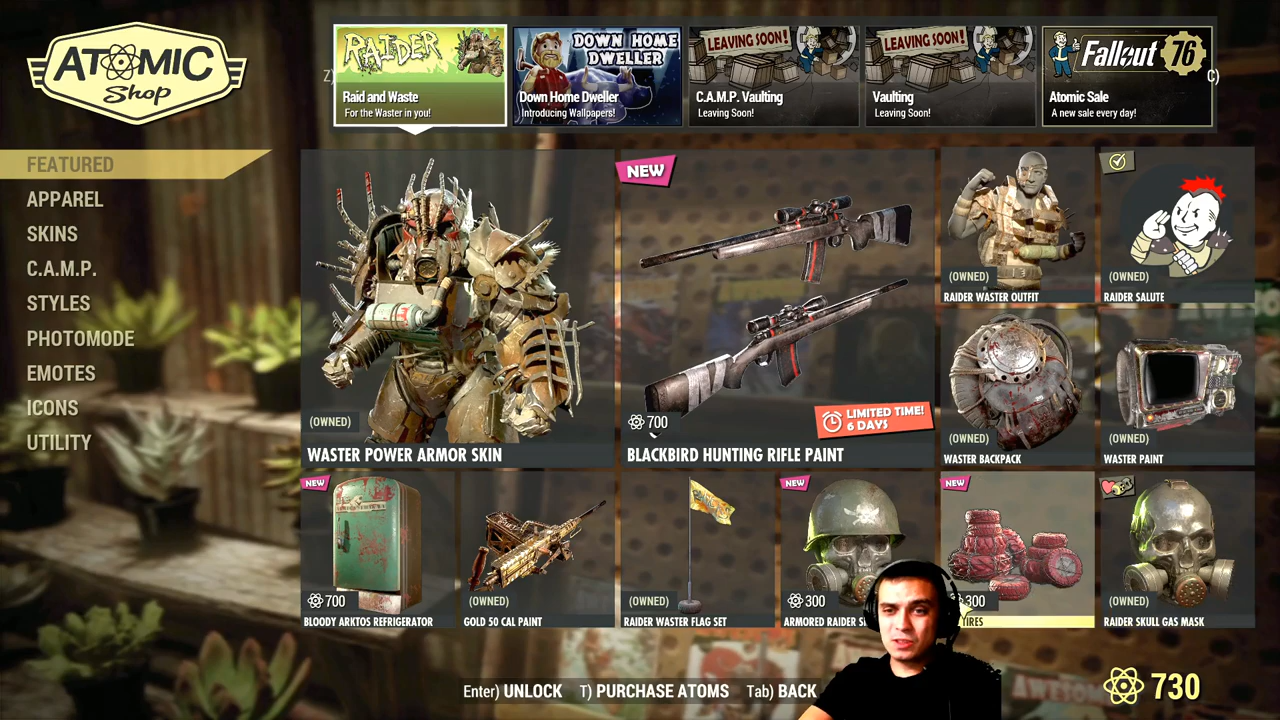 ATOMIC
Shop
Z)
RAIDER
Raid and Waste
For the Waster in you!
DOWN HOME
DWELLER
Down Home Dweller
Introducing Wallpapers!
LEAVING SOON!
C.A.M.P. Vaulting
Leaving Soon!
LEAVING SOON!
Vaulting
Leaving Soon!
Fallout 76
Atomic Sale
A new sale every day!
C)
FEATURED
APPAREL
SKINS
C.A.M.P.
STYLES
PHOTOMODE
EMOTES
ICONS
UTILITY
(OWNED)
WASTER POWER ARMOR SKIN
NEW
700
LIMITED TIME!
6 DAYS
BLACKBIRD HUNTING RIFLE PAINT
(OWNED)
RAIDER WASTER OUTFIT
(OWNED)
RAIDER SALUTE
(OWNED)
WASTER BACKPACK
(OWNED)
WASTER PAINT
NEW
700
BLOODY ARKTOS REFRIGERATOR
(OWNED)
GOLD 50 CAL PAINT
(OWNED)
RAIDER WASTER FLAG SET
NEW
300
ARMORED RAIDER S
NEW
300
TIRES
(OWNED)
RAIDER SKULL GAS MASK
Enter) UNLOCK T) PURCHASE ATOMS Tab) BACK
730